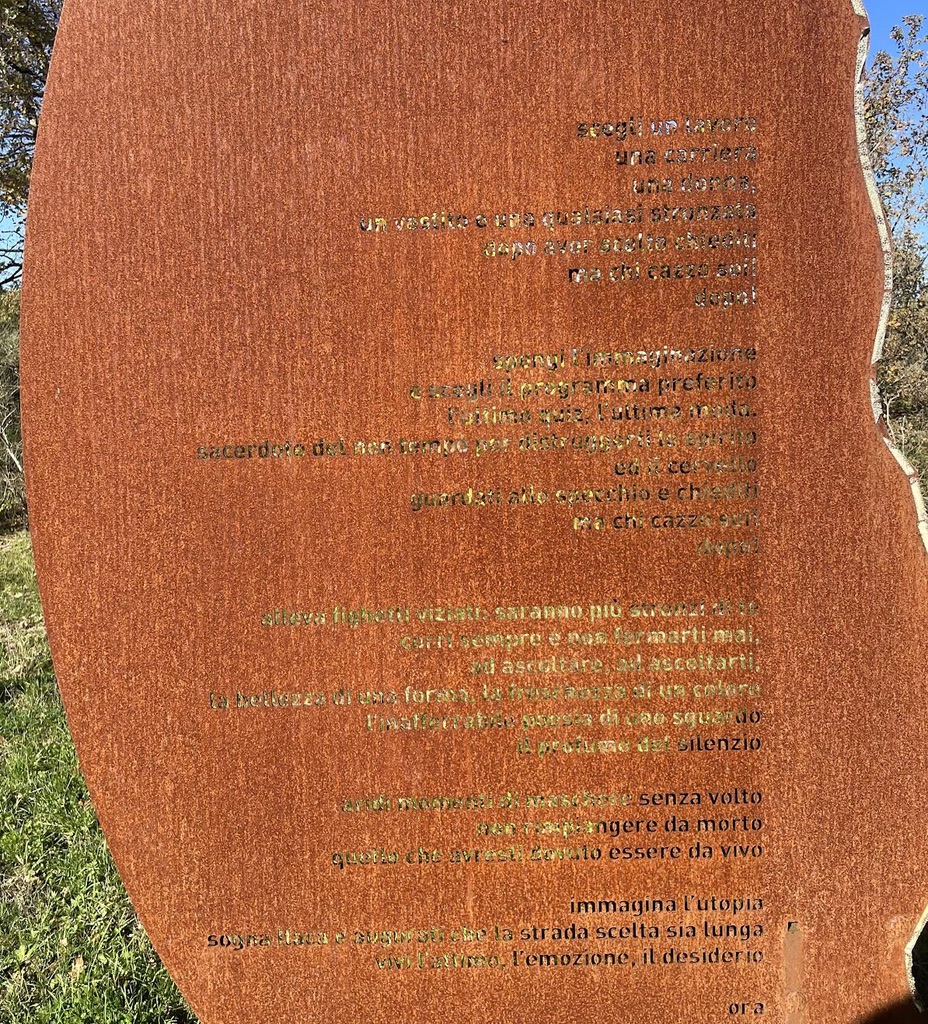 scegli un lavoro
una carriera
una donna,
un vestito e una qualsiasi stronzata
dopo aver scelto chiediti
ma chi cazzo sei!
dopo!
spengi l'immaginazione
e scegli il programma preferito
l'ultimo quiz, l'ultima moda.
sacerdote del non tempo per distruggerti lo spirito
ed il cervello
guardati allo specchio e chiediti
ma chi cazzo sei!
dopo!
alleva fighetti viziati: saranno più stronzi di te
corri sempre e non fermarti mai,
ad ascoltare, ad ascoltarti,
la bellezza di una forma, la freschezza di un colore
l'inafferrabile poesia di uno sguardo
il profumo del silenzio
aridi momenti di maschere senza volto
non rimpiangere da morto
quello che avresti dovuto essere da vivo
immagina l'utopia
sogna Itaca e augurati che la strada scelta sia lunga
vivi l'attimo, l'emozione, il desiderio
ora